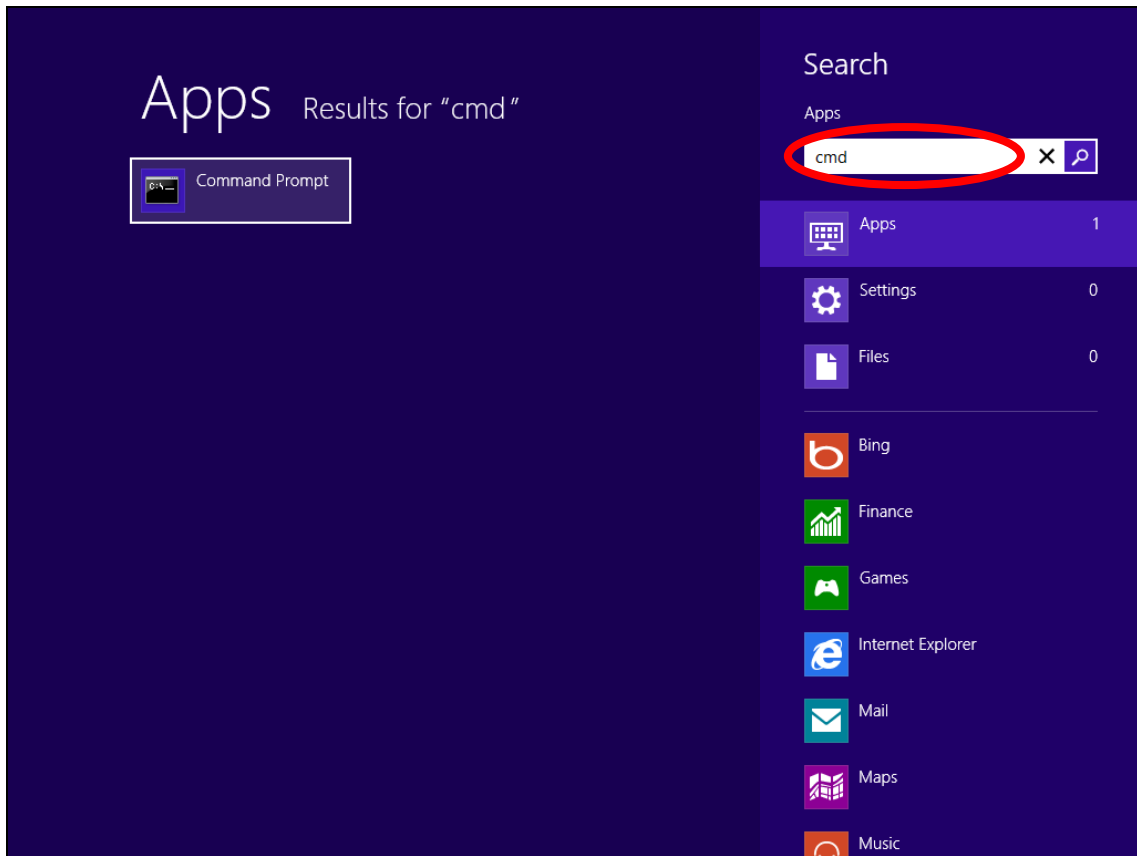 Apps Results for “cmd”
Command Prompt
Search
Apps
cmd
Apps 1
Settings 0
Files 0
Bing
Finance
Games
Internet Explorer
Mail
Maps
Music